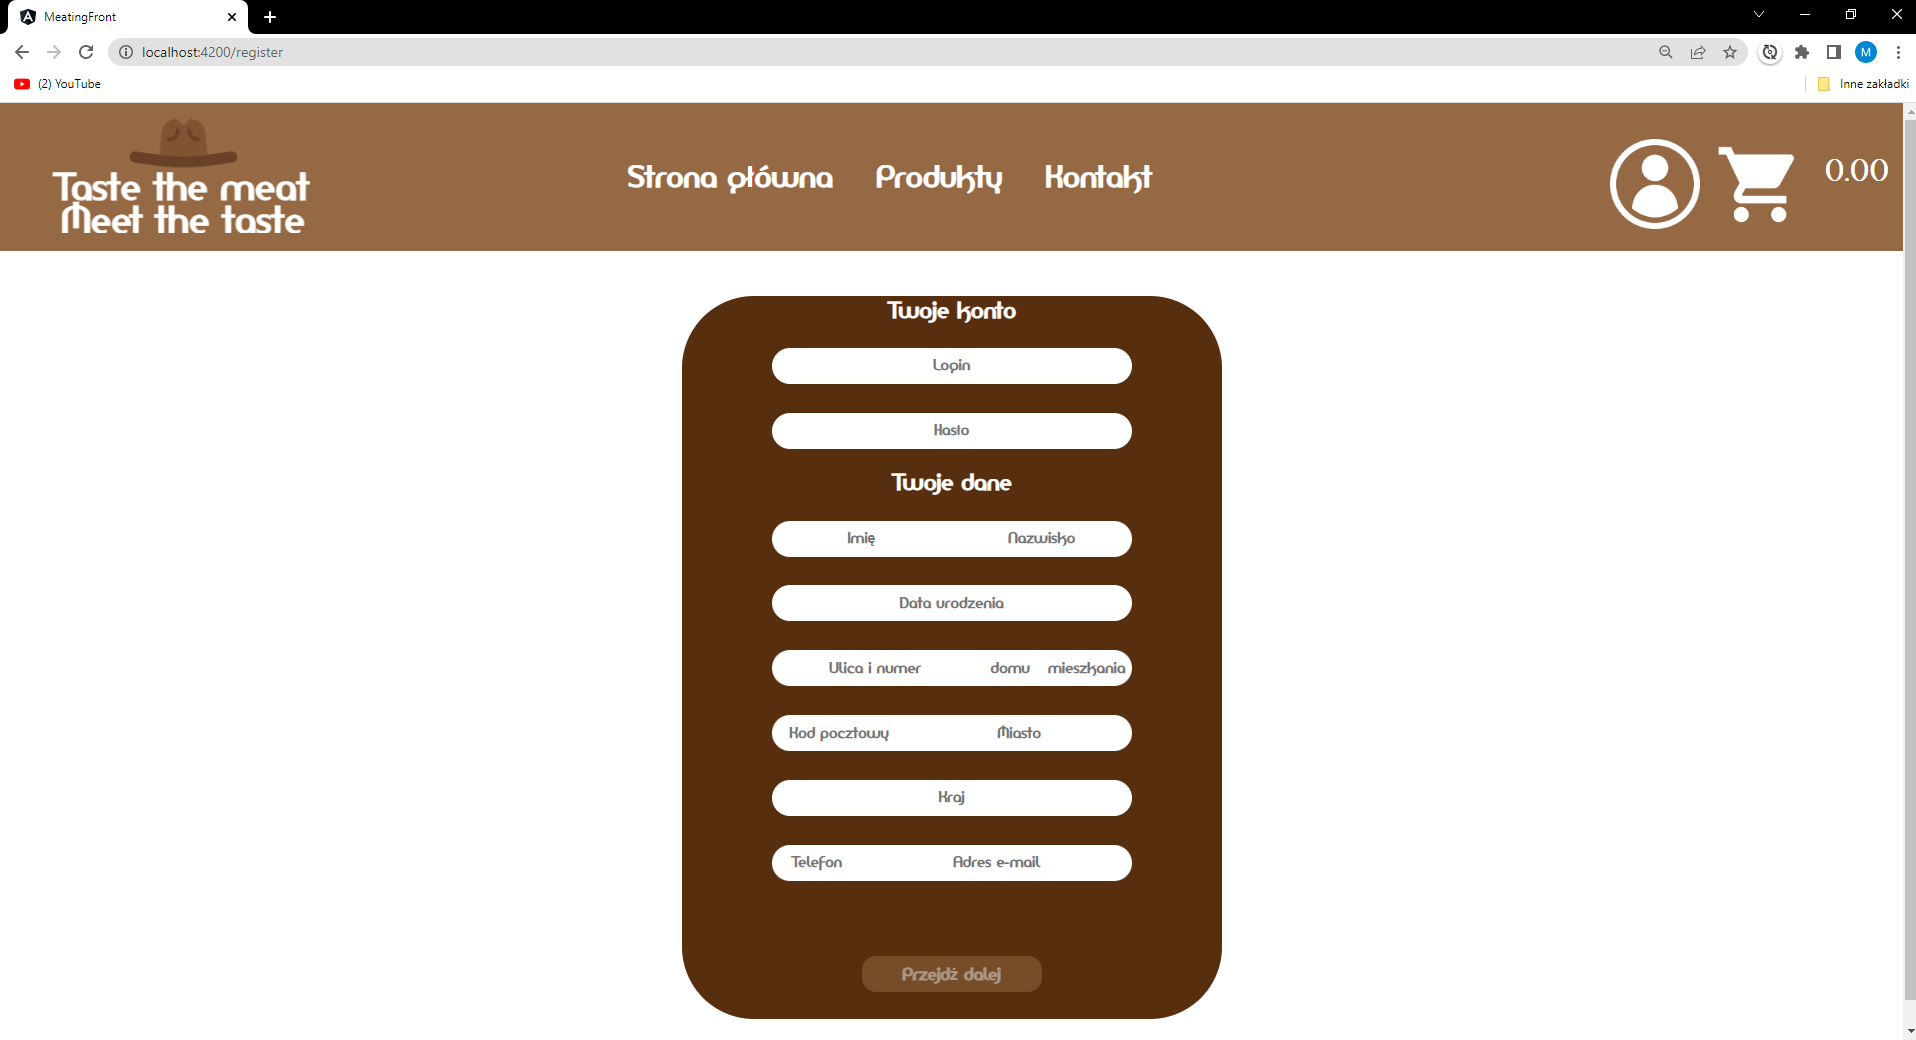 MeatingFront
localhost:4200/register
M
(2) YouTube
Inne zakładki
Taste the meat
Meet the taste
Strona główna Produkty Kontakt
0.00
Twoje konto
Login
Hasło
Twoje dane
Imię Nazwisko
Data urodzenia
Ulica i numer domu mieszkania
Kod pocztowy Miasto
Kraj
Telefon Adres e-mail
Przejdź dalej